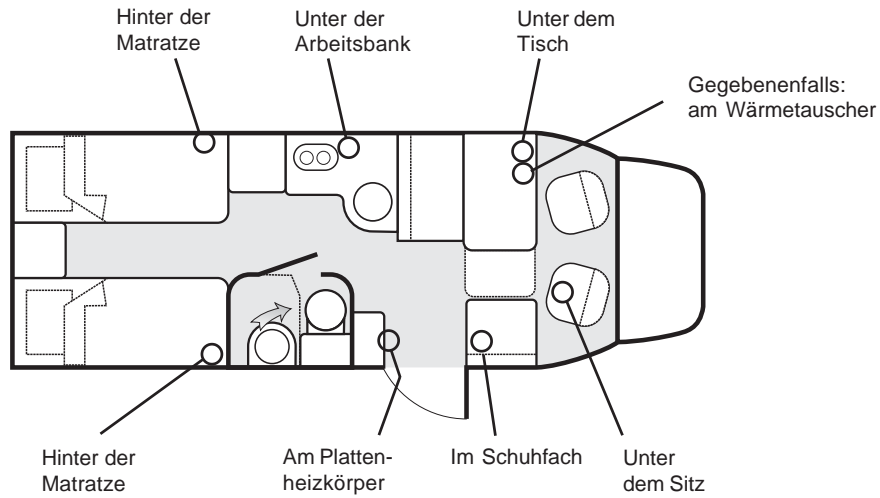 Hinter der
Matratze
Unter der
Arbeitsbank
Unter dem
Tisch
Gegebenenfalls:
am Wärmetauscher
Hinter der
Matratze
Am Platten-
heizkörper
Im Schuhfach
Unter
dem Sitz